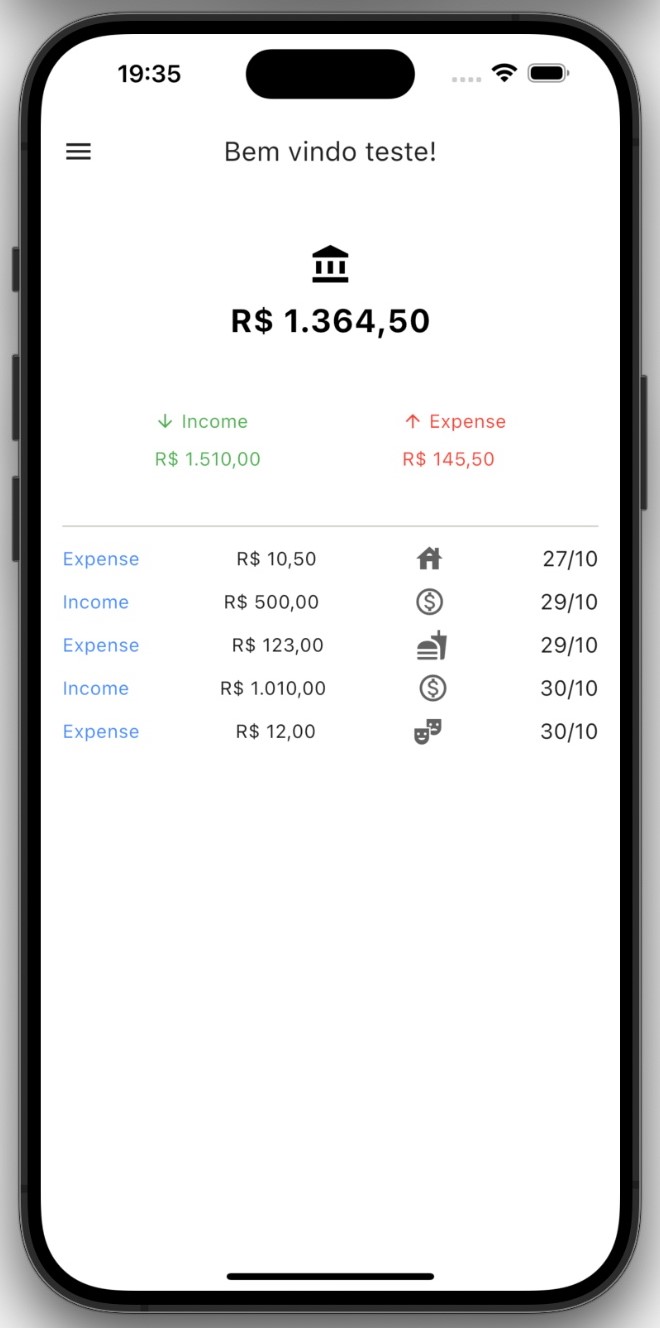 19:35
Bem vindo teste!
R$ 1.364,50
↓ Income ↑ Expense
R$ 1.510,00 R$ 145,50
Expense R$ 10,50 27/10
Income R$ 500,00 29/10
Expense R$ 123,00 29/10
Income R$ 1.010,00 30/10
Expense R$ 12,00 30/10